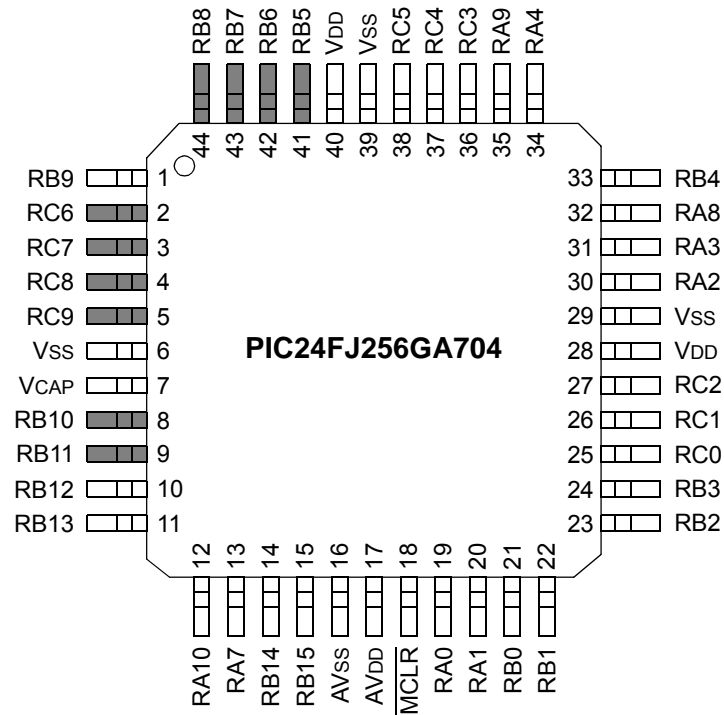 RB8 RB7 RB6 RB5 VDD VSS RC5 RC4 RC3 RA9 RA4
44 43 42 41 40 39 38 37 36 35 34
RB9 1 33 RB4
RC6 2 32 RA8
RC7 3 31 RA3
RC8 4 30 RA2
RC9 5 29 VSS
VSS 6 PIC24FJ256GA704 28 VDD
VCAP 7 27 RC2
RB10 8 26 RC1
RB11 9 25 RC0
RB12 10 24 RB3
RB13 11 23 RB2
12 13 14 15 16 17 18 19 20 21 22
RA10 RA7 RB14 RB15 AVSS AVDD MCLR RA0 RA1 RB0 RB1